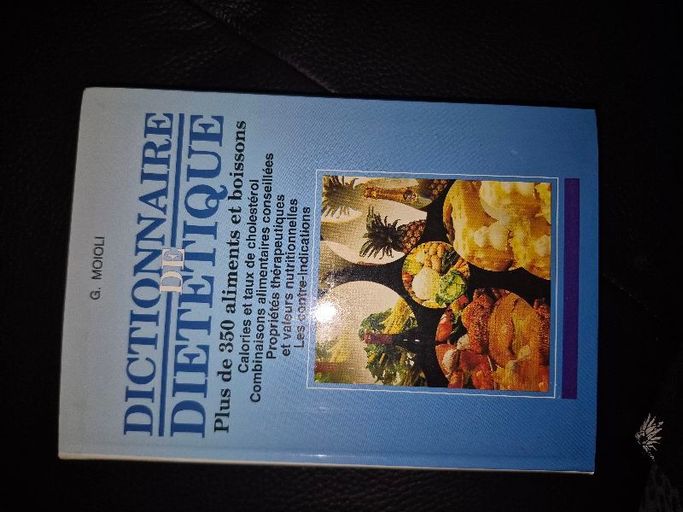 G. MOIOLI
DICTIONNAIRE
DE
DIETETIQUE
Plus de 350 aliments et boissons
Calories et taux de cholestérol
Combinaisons alimentaires conseillées
Propriétés thérapeutiques
et valeurs nutritionnelles
Les contre-indications